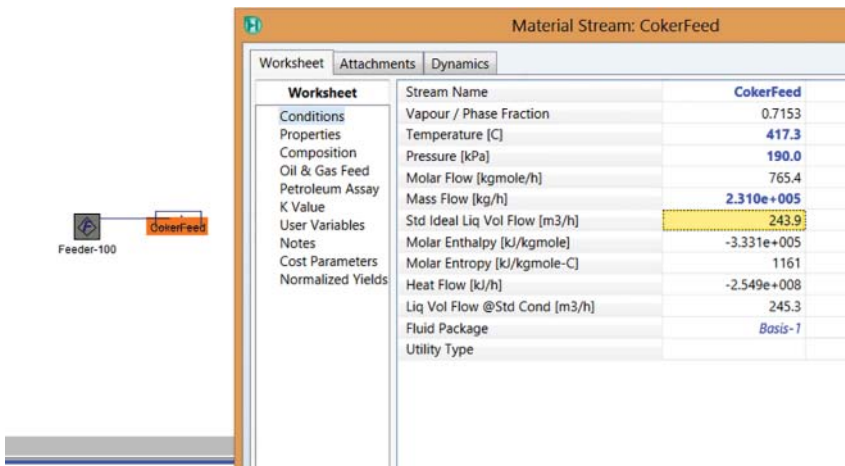 Material Stream: CokerFeed
Worksheet Attachments Dynamics
Worksheet
Conditions
Properties
Composition
Oil & Gas Feed
Petroleum Assay
K Value
User Variables
Notes
Cost Parameters
Normalized Yields
Stream Name CokerFeed
Vapour / Phase Fraction 0.7153
Temperature [C] 417.3
Pressure [kPa] 190.0
Molar Flow [kgmole/h] 765.4
Mass Flow [kg/h] 2.310e+005
Std Ideal Liq Vol Flow [m3/h] 243.9
Molar Enthalpy [kJ/kgmole] -3.331e+005
Molar Entropy [kJ/kgmole-C] 1161
Heat Flow [kJ/h] -2.549e+008
Liq Vol Flow @Std Cond [m3/h] 245.3
Fluid Package Basis-1
Utility Type
CokerFeed
Feeder-100